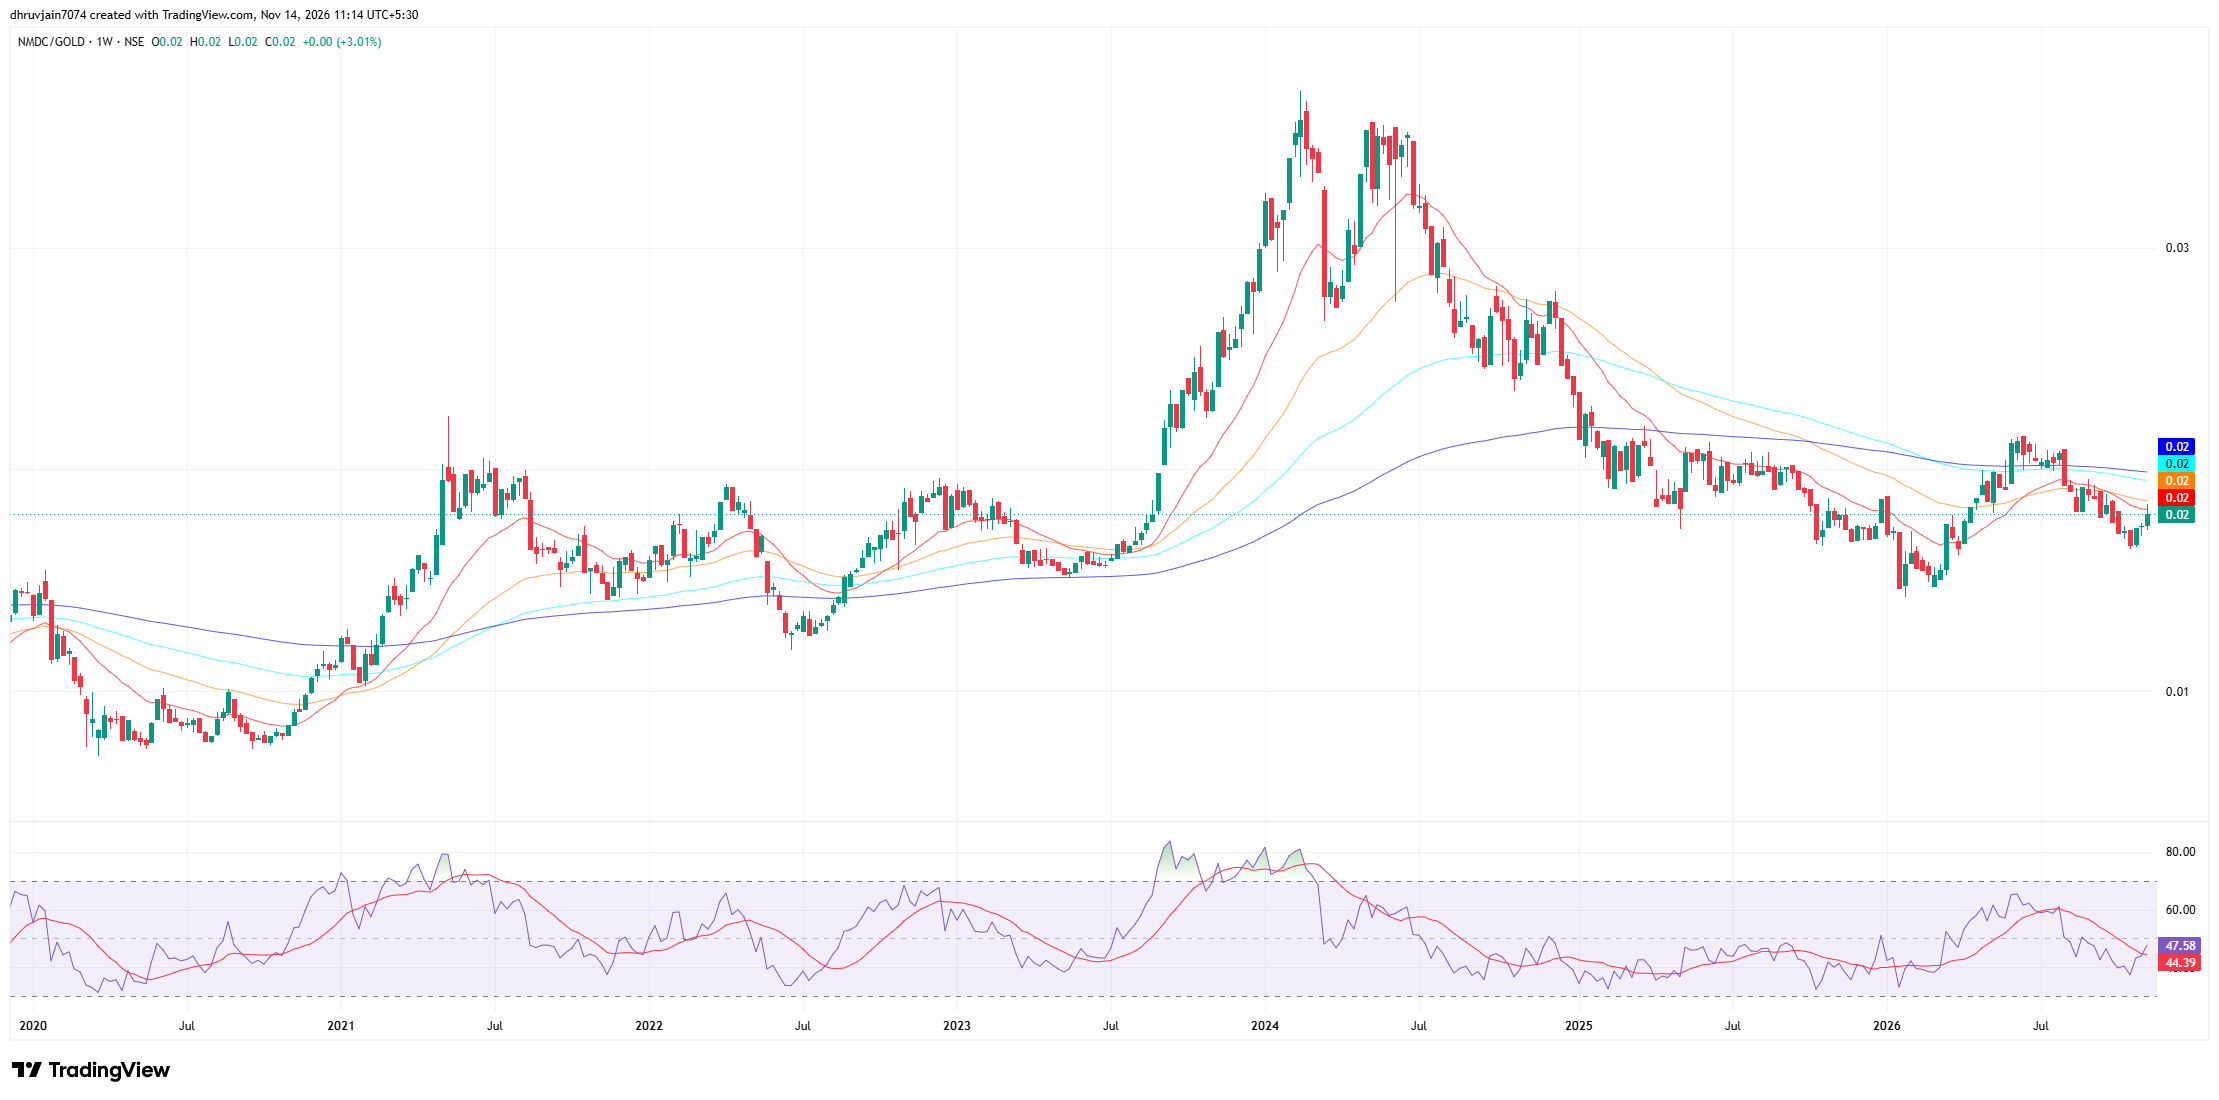 dhruvjain7074 created with TradingView.com, Nov 14, 2026 11:14 UTC+5:30
NMDC/GOLD · 1W · NSE O0.02 H0.02 L0.02 C0.02 +0.00 (+3.01%)
0.03
0.02
0.02
0.02
0.02
0.02
0.01
80.00
60.00
47.58
44.39
2020 Jul 2021 Jul 2022 Jul 2023 Jul 2024 Jul 2025 Jul 2026 Jul
TradingView